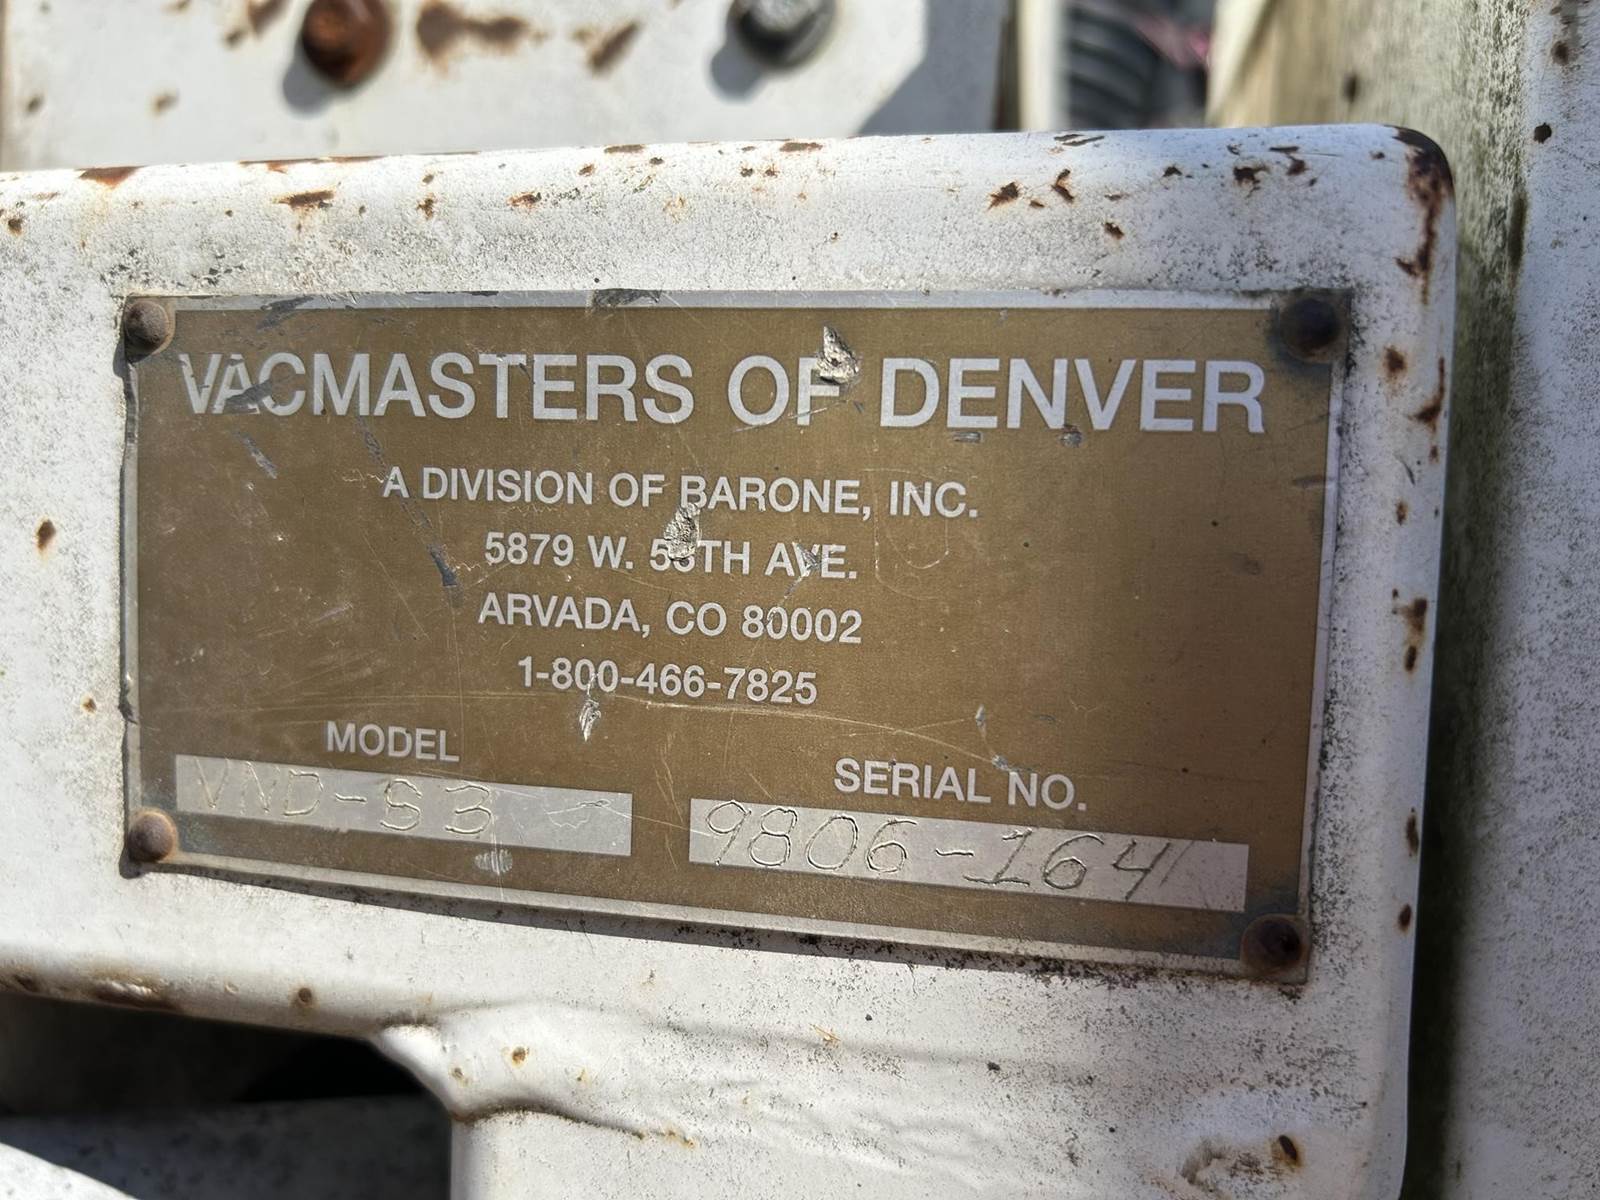 VACMASTERS OF DENVER
A DIVISION OF BARONE, INC.
5879 W. 58TH AVE.
ARVADA, CO 80002
1-800-466-7825
MODEL
VND-S3
SERIAL NO.
9806-164